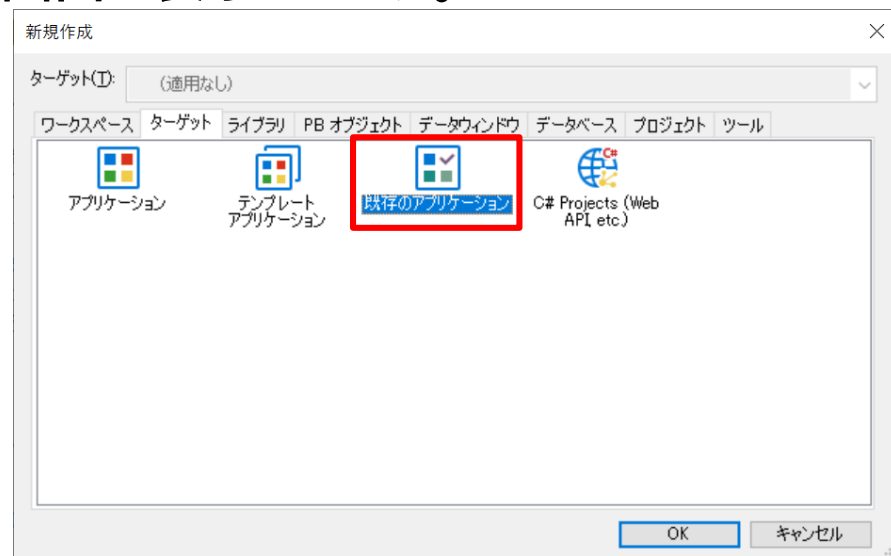 新規作成
ターゲット(T):
(適用なし)
ワークスペース ターゲット ライブラリ PB オブジェクト データウィンドウ データベース プロジェクト ツール
アプリケーション
テンプレート
アプリケーション
既存のアプリケーション
C# Projects (Web
API, etc.)
OK キャンセル